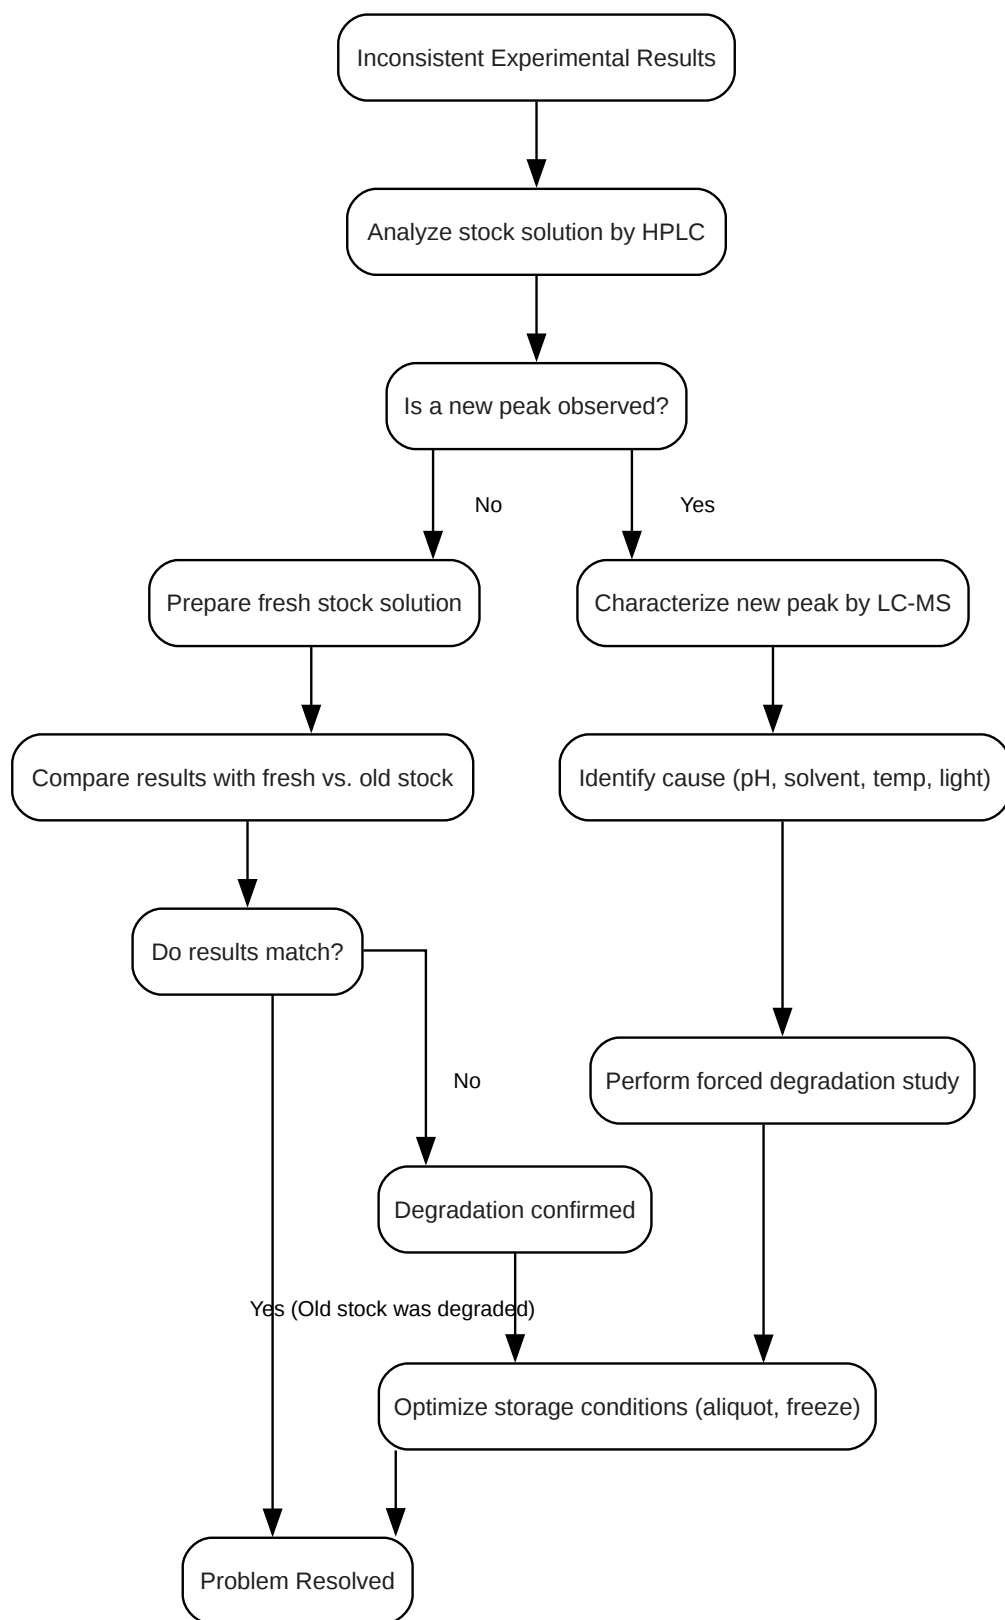 Inconsistent Experimental Results
Analyze stock solution by HPLC
Is a new peak observed?
No
Yes
Prepare fresh stock solution
Characterize new peak by LC-MS
Compare results with fresh vs. old stock
Identify cause (pH, solvent, temp, light)
Do results match?
Perform forced degradation study
No
Degradation confirmed
Yes (Old stock was degraded)
Optimize storage conditions (aliquot, freeze)
Problem Resolved